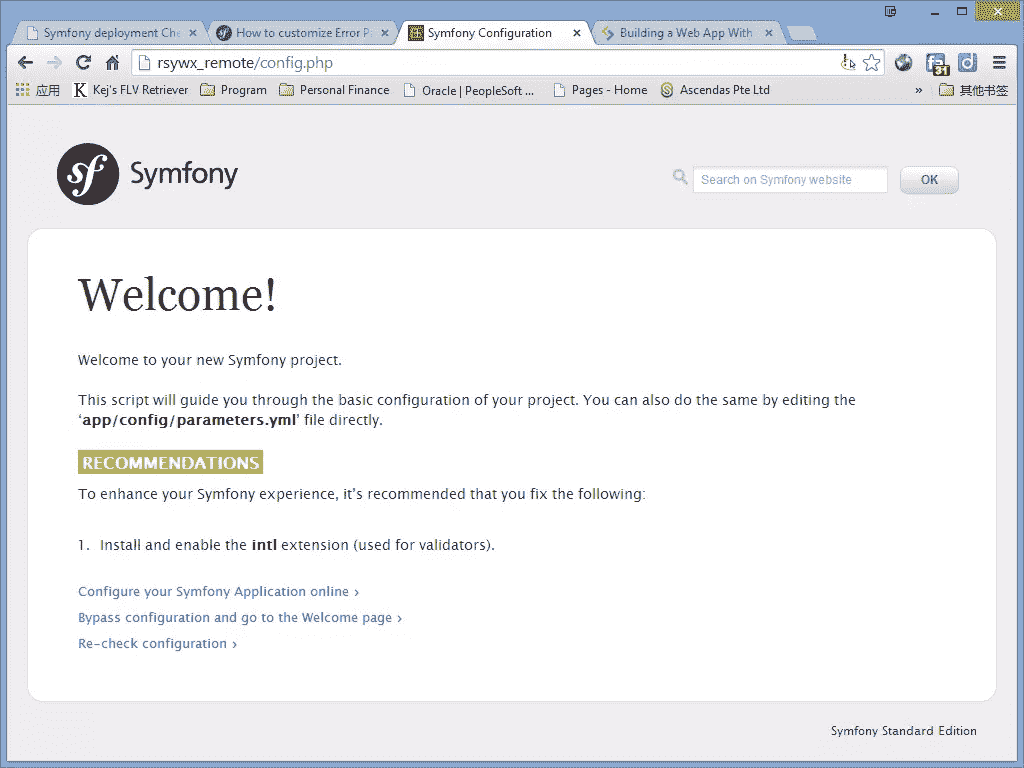 Symfony deployment Che
How to customize Error P
Symfony Configuration
Building a Web App With
rsywx_remote/config.php
应用
Kej's FLV Retriever
Program
Personal Finance
Oracle | PeopleSoft ...
Pages - Home
Ascendas Pte Ltd
»
其他书签
sf Symfony
Search on Symfony website
OK
Welcome!
Welcome to your new Symfony project.
This script will guide you through the basic configuration of your project. You can also do the same by editing the
‘app/config/parameters.yml’ file directly.
RECOMMENDATIONS
To enhance your Symfony experience, it’s recommended that you fix the following:
1. Install and enable the intl extension (used for validators).
Configure your Symfony Application online ›
Bypass configuration and go to the Welcome page ›
Re-check configuration ›
Symfony Standard Edition